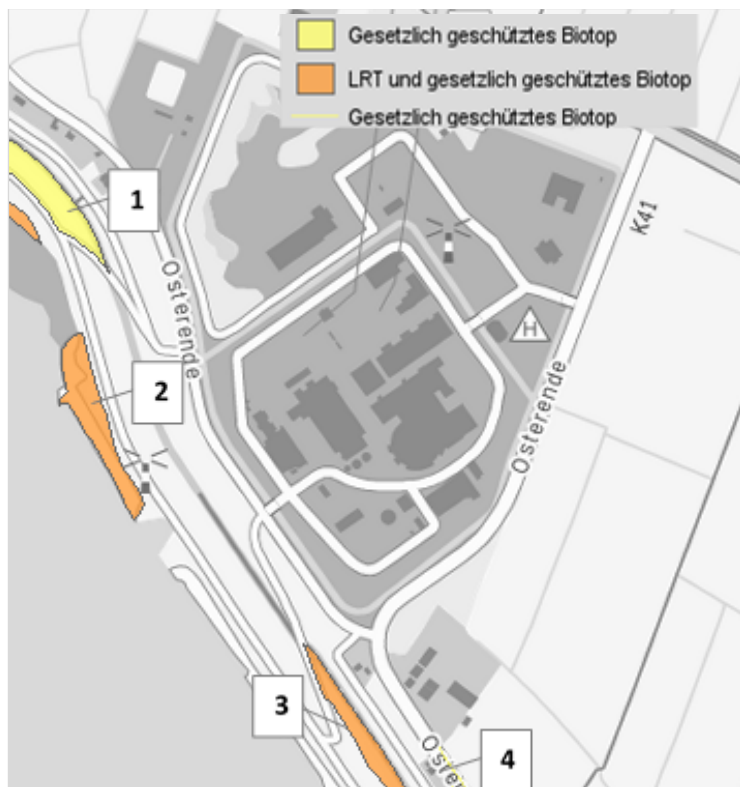 Gesetzlich geschütztes Biotop
LRT und gesetzlich geschütztes Biotop
Gesetzlich geschütztes Biotop
1
K41
Osterende
H
2
Osterende
3
4